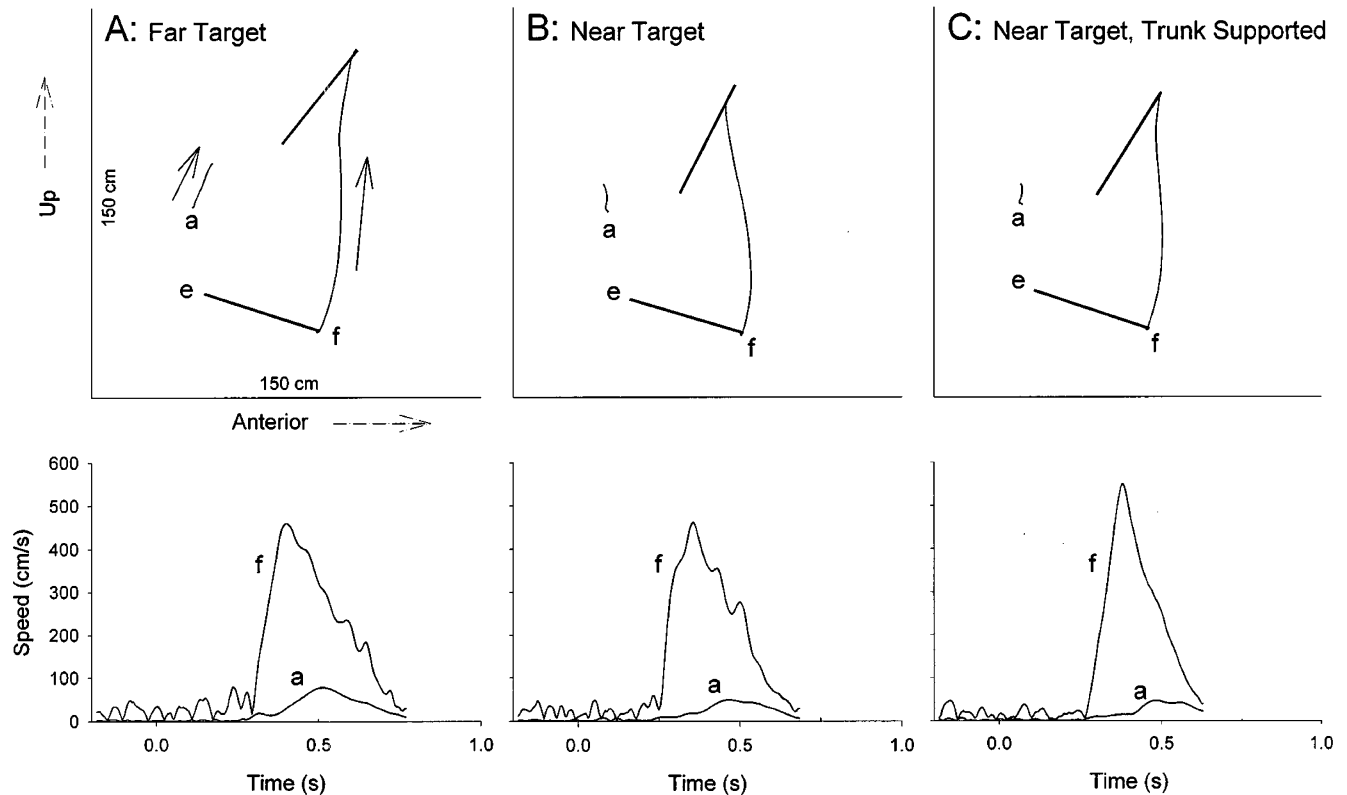 A: Far Target
B: Near Target
C: Near Target, Trunk Supported
Up
150 cm
a
e
f
150 cm
a
e
f
a
e
f
Anterior
Speed (cm/s)
600
500
400
300
200
100
0
f
a
f
a
f
a
0.0 0.5 1.0
0.0 0.5 1.0
0.0 0.5 1.0
Time (s)
Time (s)
Time (s)